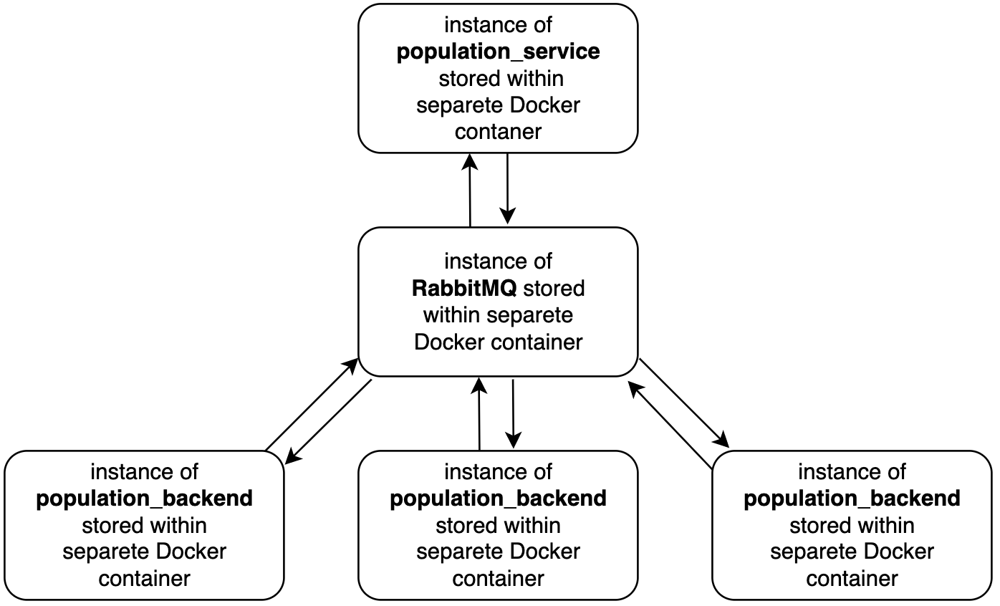 instance of
population_service
stored within
separete Docker
contaner
instance of
RabbitMQ stored
within separete
Docker container
instance of
population_backend
stored within
separete Docker
container
instance of
population_backend
stored within
separete Docker
container
instance of
population_backend
stored within
separete Docker
container